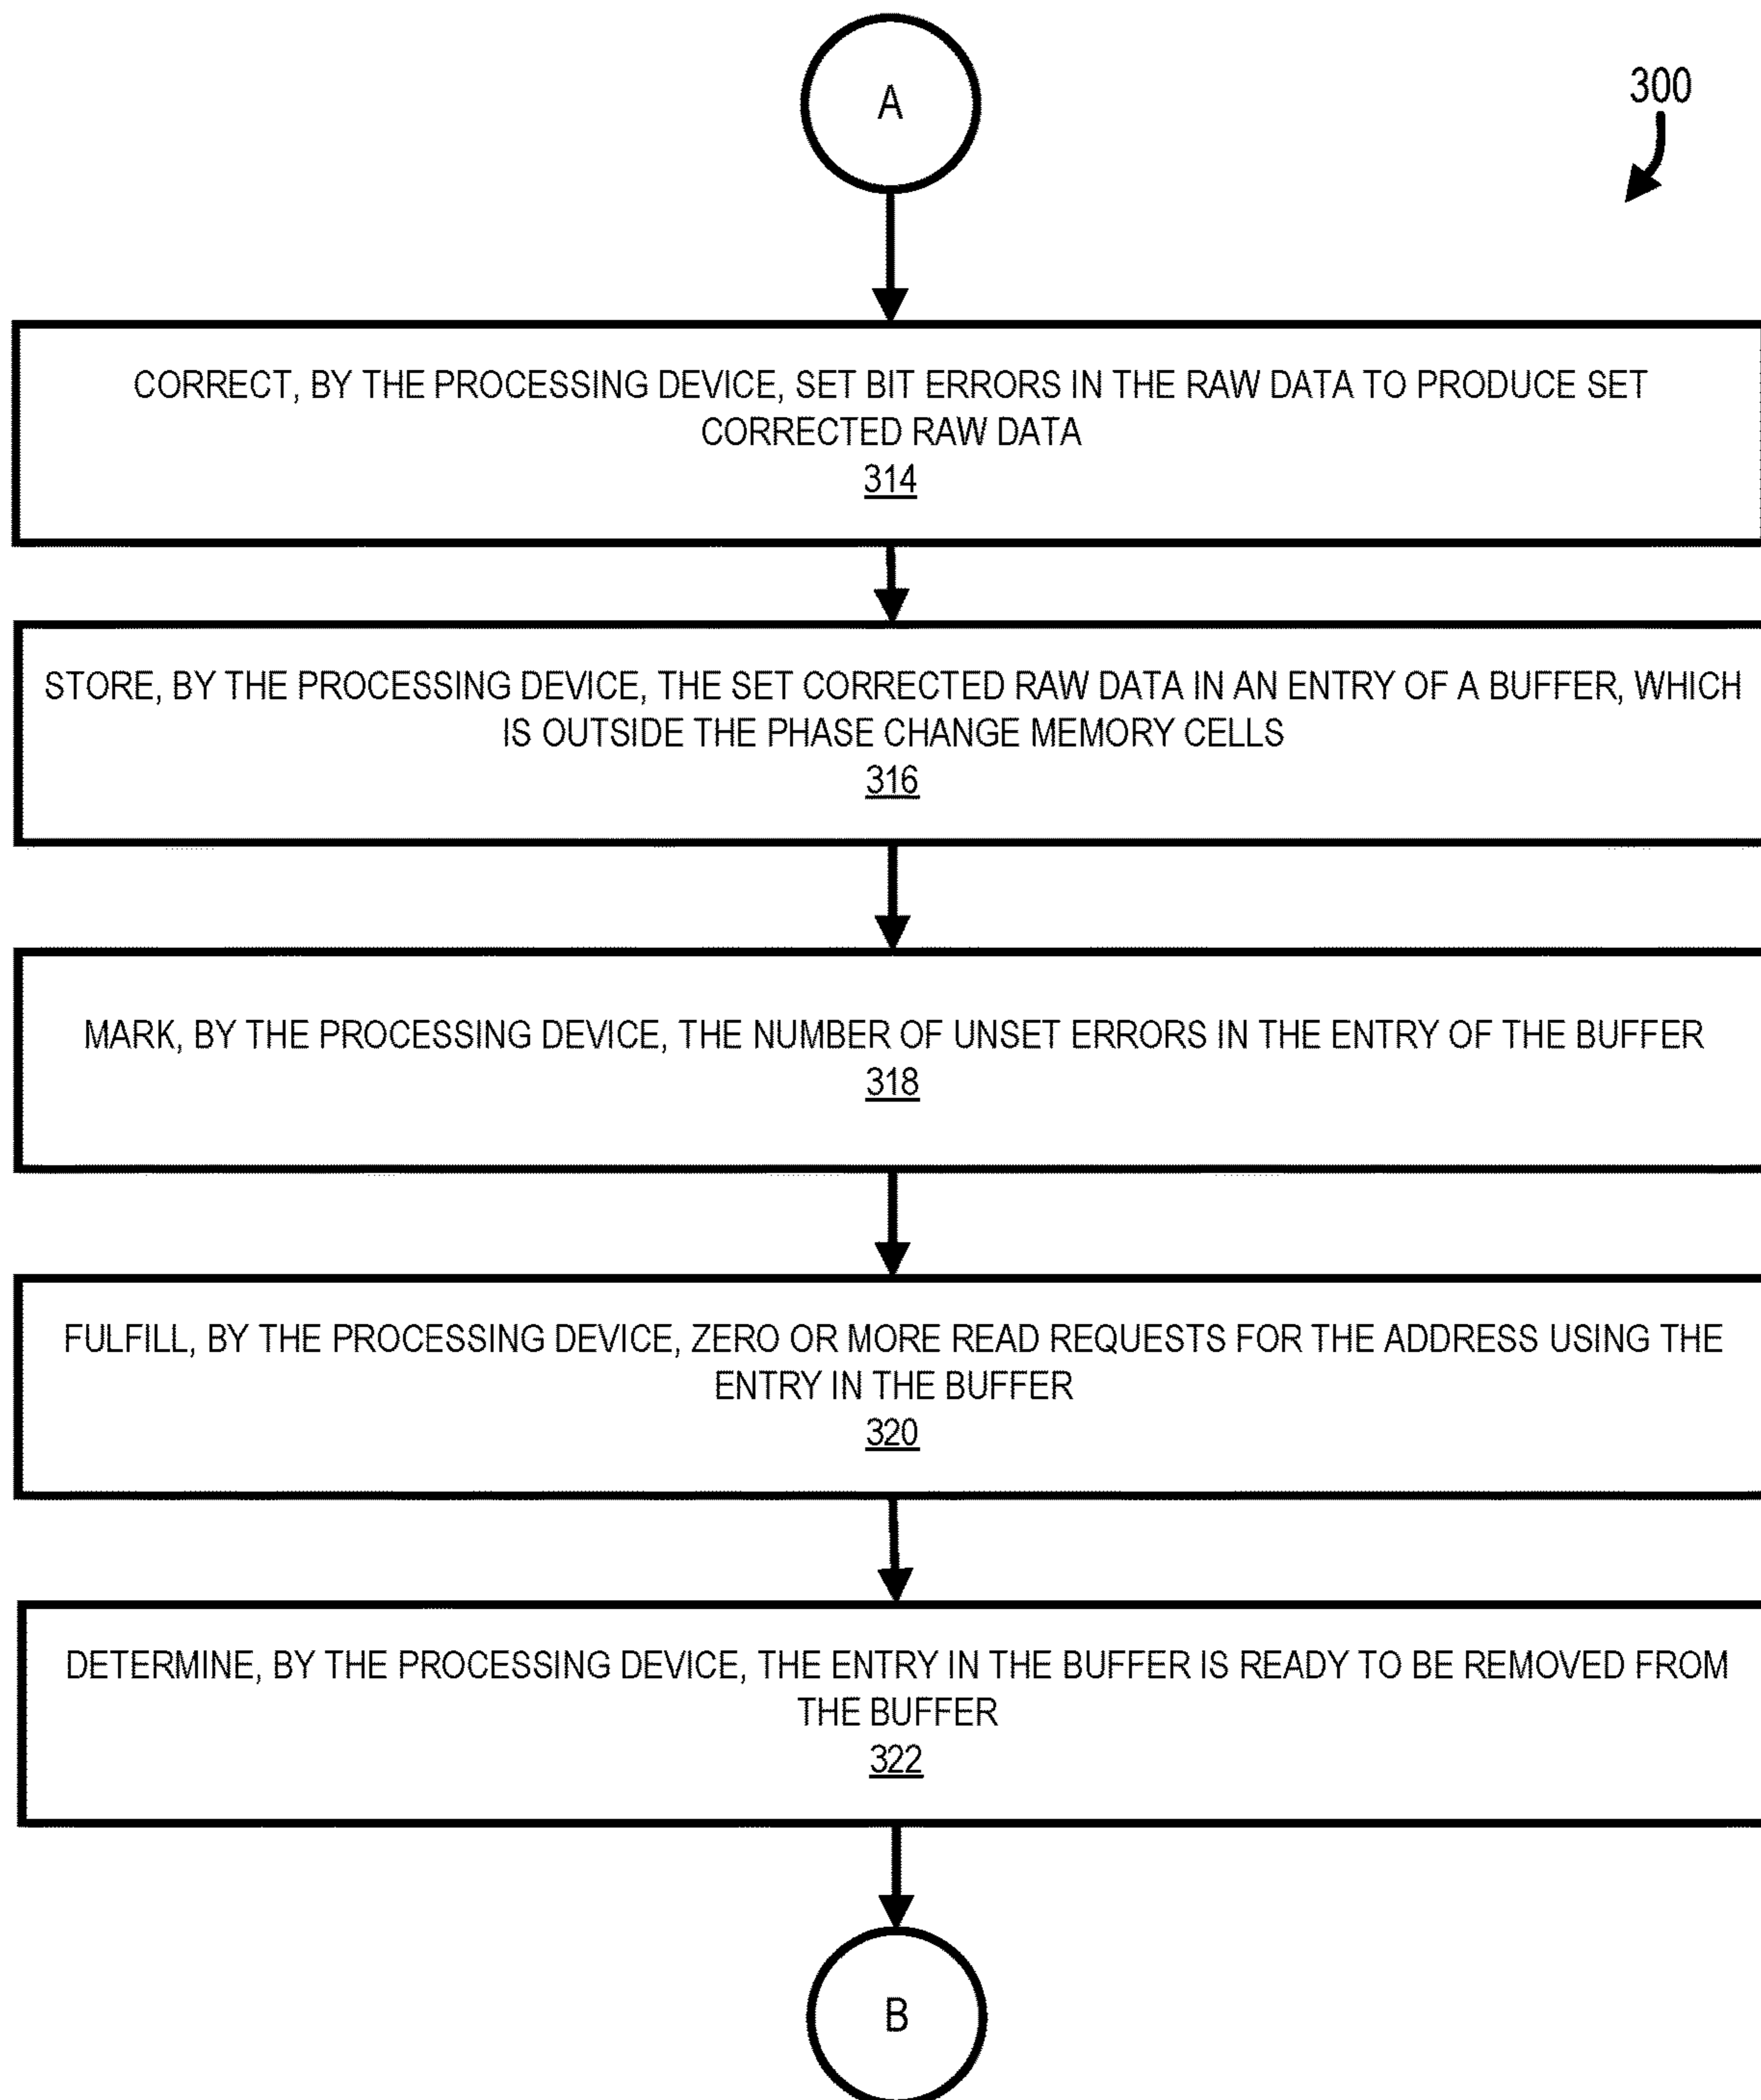 A
300
CORRECT, BY THE PROCESSING DEVICE, SET BIT ERRORS IN THE RAW DATA TO PRODUCE SET
CORRECTED RAW DATA
314
STORE, BY THE PROCESSING DEVICE, THE SET CORRECTED RAW DATA IN AN ENTRY OF A BUFFER, WHICH
IS OUTSIDE THE PHASE CHANGE MEMORY CELLS
316
MARK, BY THE PROCESSING DEVICE, THE NUMBER OF UNSET ERRORS IN THE ENTRY OF THE BUFFER
318
FULFILL, BY THE PROCESSING DEVICE, ZERO OR MORE READ REQUESTS FOR THE ADDRESS USING THE
ENTRY IN THE BUFFER
320
DETERMINE, BY THE PROCESSING DEVICE, THE ENTRY IN THE BUFFER IS READY TO BE REMOVED FROM
THE BUFFER
322
B